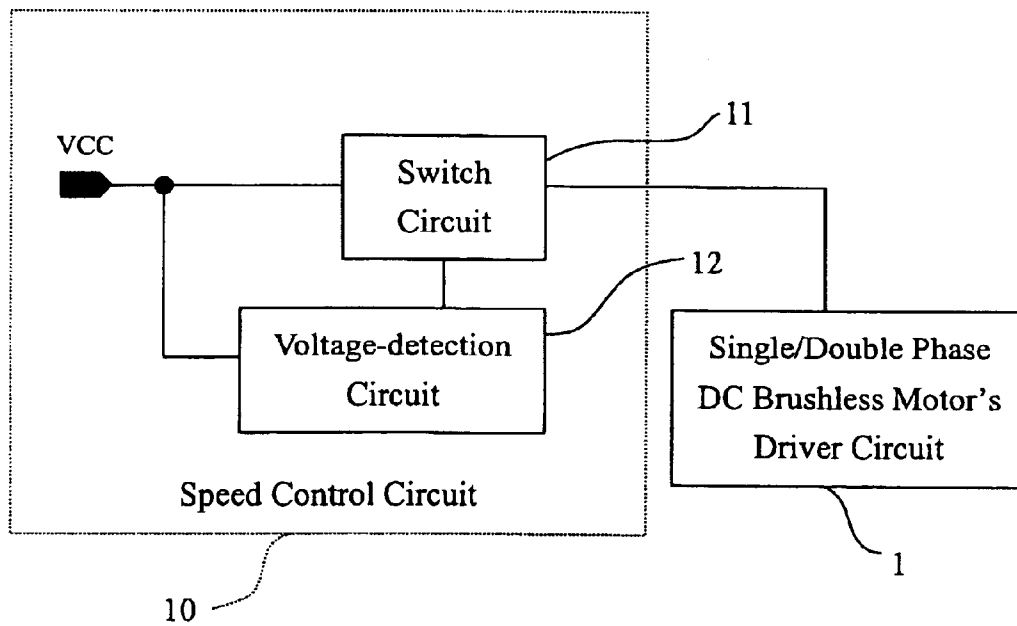 11
VCC
Switch
Circuit
12
Voltage-detection
Circuit
Single/Double Phase
DC Brushless Motor's
Driver Circuit
Speed Control Circuit
1
10